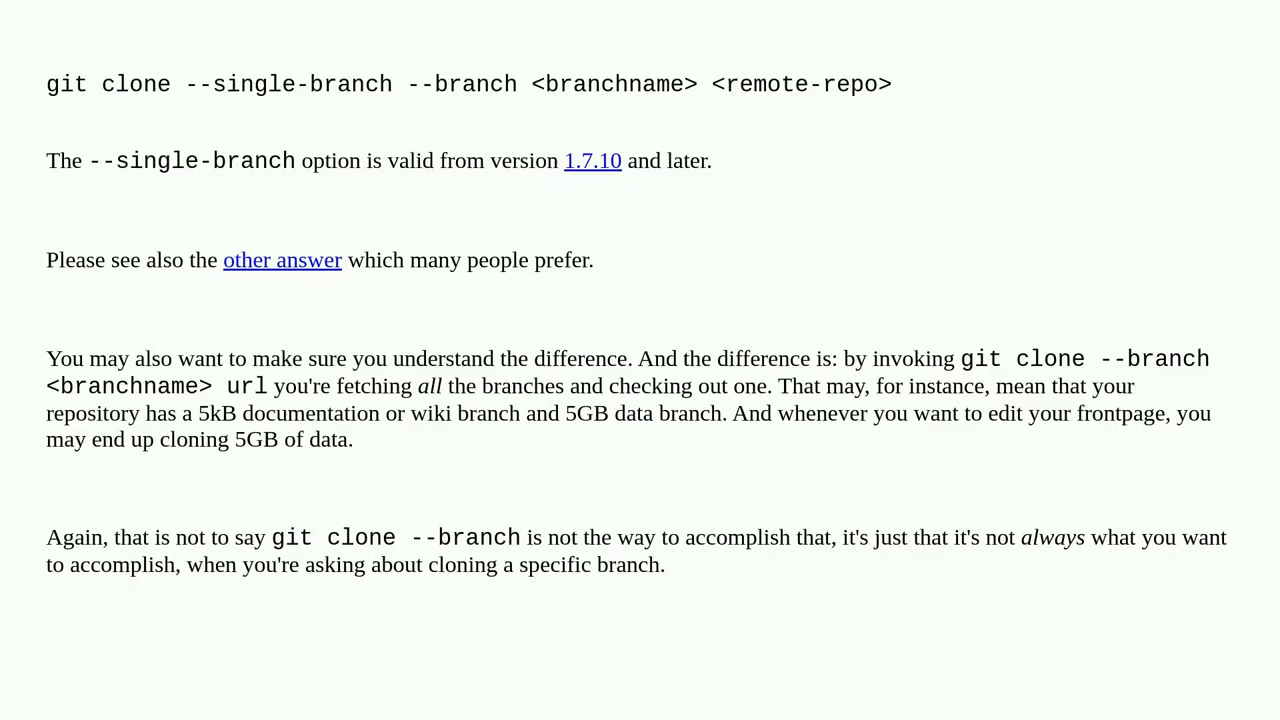 git clone --single-branch --branch <branchname> <remote-repo>
The --single-branch option is valid from version 1.7.10 and later.
Please see also the other answer which many people prefer.
You may also want to make sure you understand the difference. And the difference is: by invoking git clone --branch
<branchname> url you're fetching all the branches and checking out one. That may, for instance, mean that your
repository has a 5kB documentation or wiki branch and 5GB data branch. And whenever you want to edit your frontpage, you
may end up cloning 5GB of data.
Again, that is not to say git clone --branch is not the way to accomplish that, it's just that it's not always what you want
to accomplish, when you're asking about cloning a specific branch.